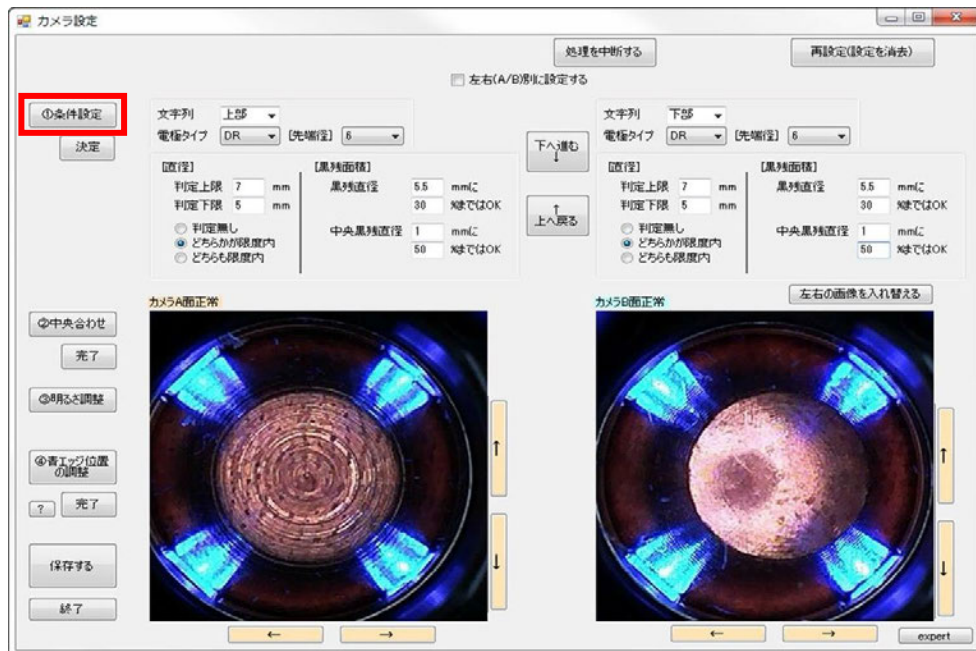 カメラ設定
処理を中断する
再設定(設定を消去)
左右(A/B)別に設定する
①条件設定
決定
文字列 上部
電極タイプ DR [先端径] 6
[直径]
判定上限 7 mm
判定下限 5 mm
判定無し
どちらかが限度内
どちらも限度内
[黒残面積]
黒残直径 5.5 mmに
30 %まではOK
中央黒残直径 1 mmに
50 %まではOK
下へ進む
↓
↑
上へ戻る
文字列 下部
電極タイプ DR [先端径] 6
[直径]
判定上限 7 mm
判定下限 5 mm
判定無し
どちらかが限度内
どちらも限度内
[黒残面積]
黒残直径 5.5 mmに
30 %まではOK
中央黒残直径 1 mmに
50 %まではOK
カメラA面正常
カメラB面正常
左右の画像を入れ替える
②中央合わせ
完了
③明るさ調整
④青エッジ位置
の調整
?
完了
保存する
終了
↑
↓
←
→
↑
↓
←
→
expert